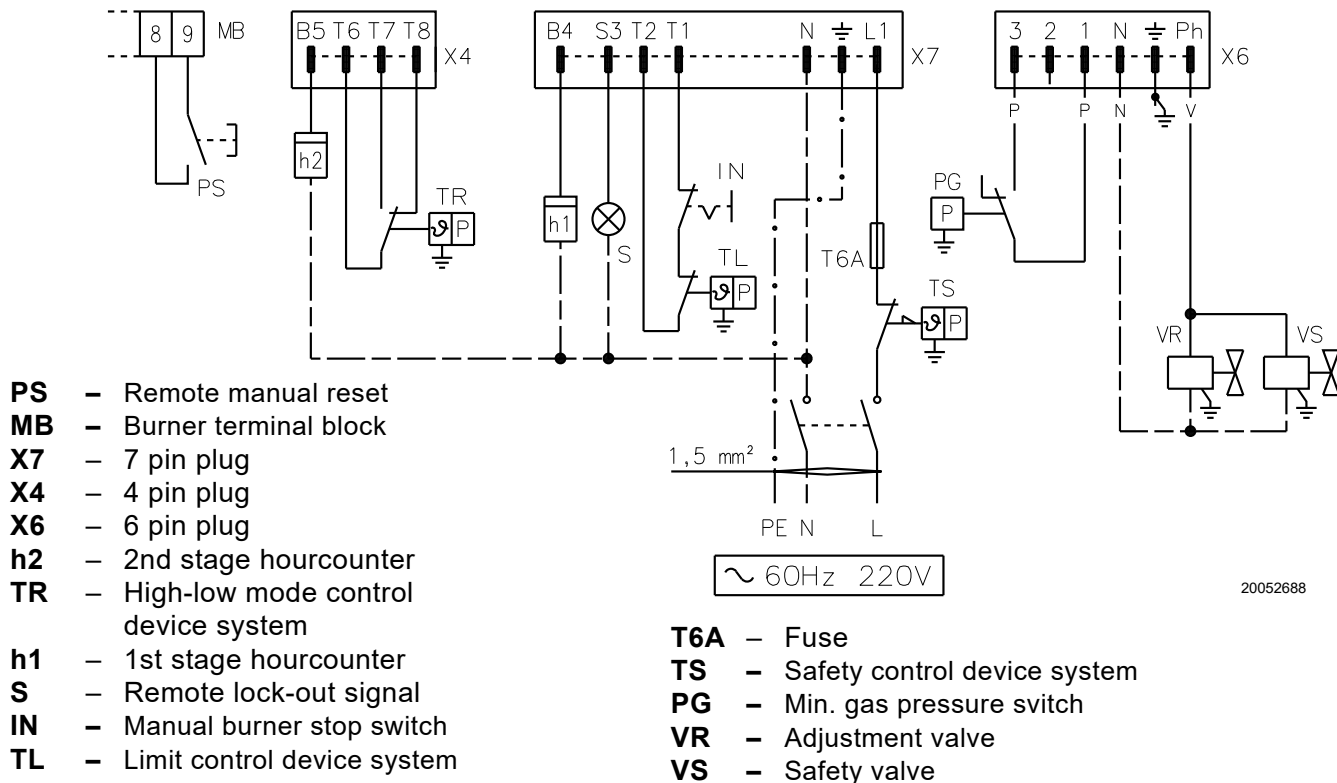 8 9 MB
B5 T6 T7 T8
X4
B4 S3 T2 T1 N L1
X7
3 2 1 N Ph
X6
P P N V
h2
PS
TR
ϑ P
h1
S
IN
TL
ϑ P
T6A
TS
ϑ P
PG
P
VR
VS
1,5 mm²
PE N L
~ 60Hz 220V
20052688
PS – Remote manual reset
MB – Burner terminal block
X7 – 7 pin plug
X4 – 4 pin plug
X6 – 6 pin plug
h2 – 2nd stage hourcounter
TR – High-low mode control
device system
h1 – 1st stage hourcounter
S – Remote lock-out signal
IN – Manual burner stop switch
TL – Limit control device system
T6A – Fuse
TS – Safety control device system
PG – Min. gas pressure svitch
VR – Adjustment valve
VS – Safety valve